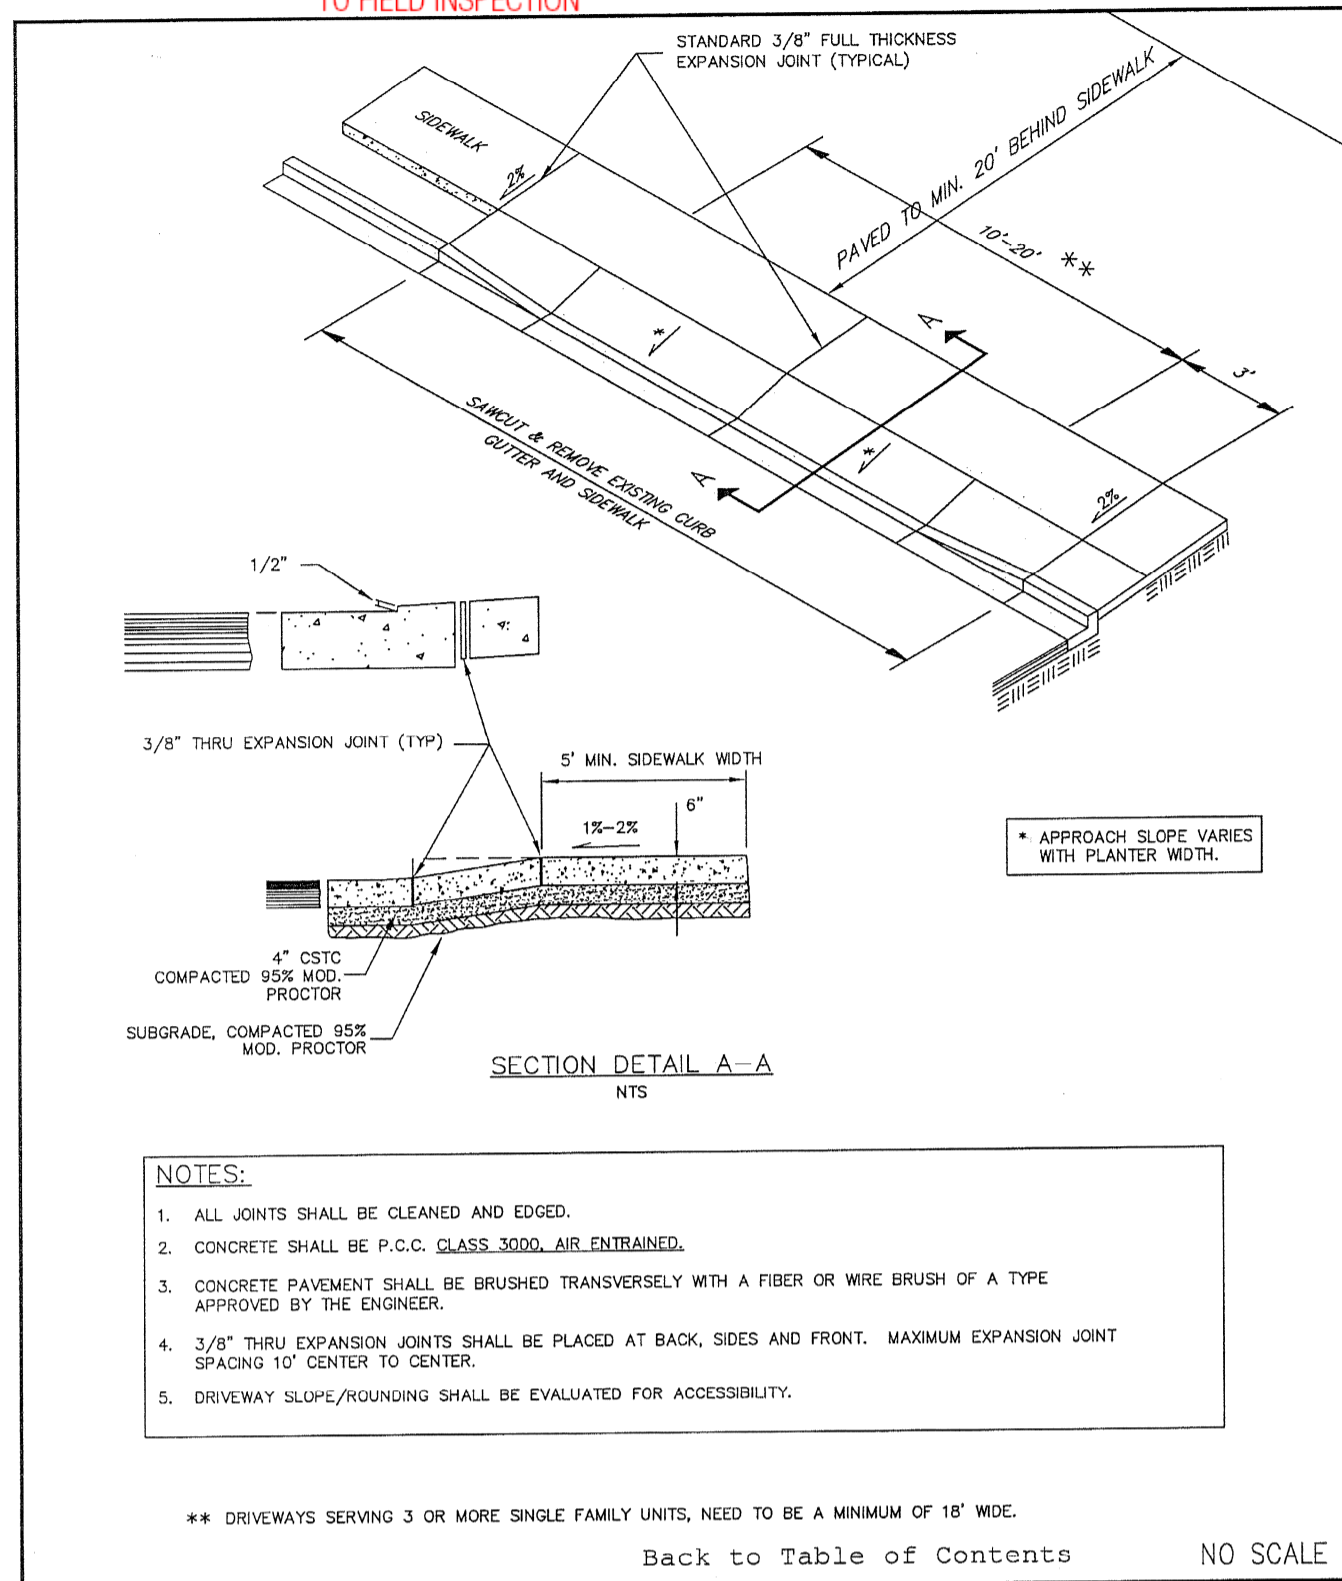 TO FIELD INSPECTION
STANDARD 3/8" FULL THICKNESS
EXPANSION JOINT (TYPICAL)
SIDEWALK
2%
PAVED TO MIN. 20' BEHIND SIDEWALK
10'-20' **
A
3'
*
SAWCUT & REMOVE EXISTING CURB
GUTTER AND SIDEWALK
*
A
2%
1/2"
3/8" THRU EXPANSION JOINT (TYP)
5' MIN. SIDEWALK WIDTH
6"
1%-2%
* APPROACH SLOPE VARIES
WITH PLANTER WIDTH.
4" CSTC
COMPACTED 95% MOD.
PROCTOR
SUBGRADE, COMPACTED 95%
MOD. PROCTOR
SECTION DETAIL A-A
NTS
NOTES:
1. ALL JOINTS SHALL BE CLEANED AND EDGED.
2. CONCRETE SHALL BE P.C.C. CLASS 3000, AIR ENTRAINED.
3. CONCRETE PAVEMENT SHALL BE BRUSHED TRANSVERSELY WITH A FIBER OR WIRE BRUSH OF A TYPE
APPROVED BY THE ENGINEER.
4. 3/8" THRU EXPANSION JOINTS SHALL BE PLACED AT BACK, SIDES AND FRONT. MAXIMUM EXPANSION JOINT
SPACING 10' CENTER TO CENTER.
5. DRIVEWAY SLOPE/ROUNDING SHALL BE EVALUATED FOR ACCESSIBILITY.
** DRIVEWAYS SERVING 3 OR MORE SINGLE FAMILY UNITS, NEED TO BE A MINIMUM OF 18' WIDE.
Back to Table of Contents
NO SCALE